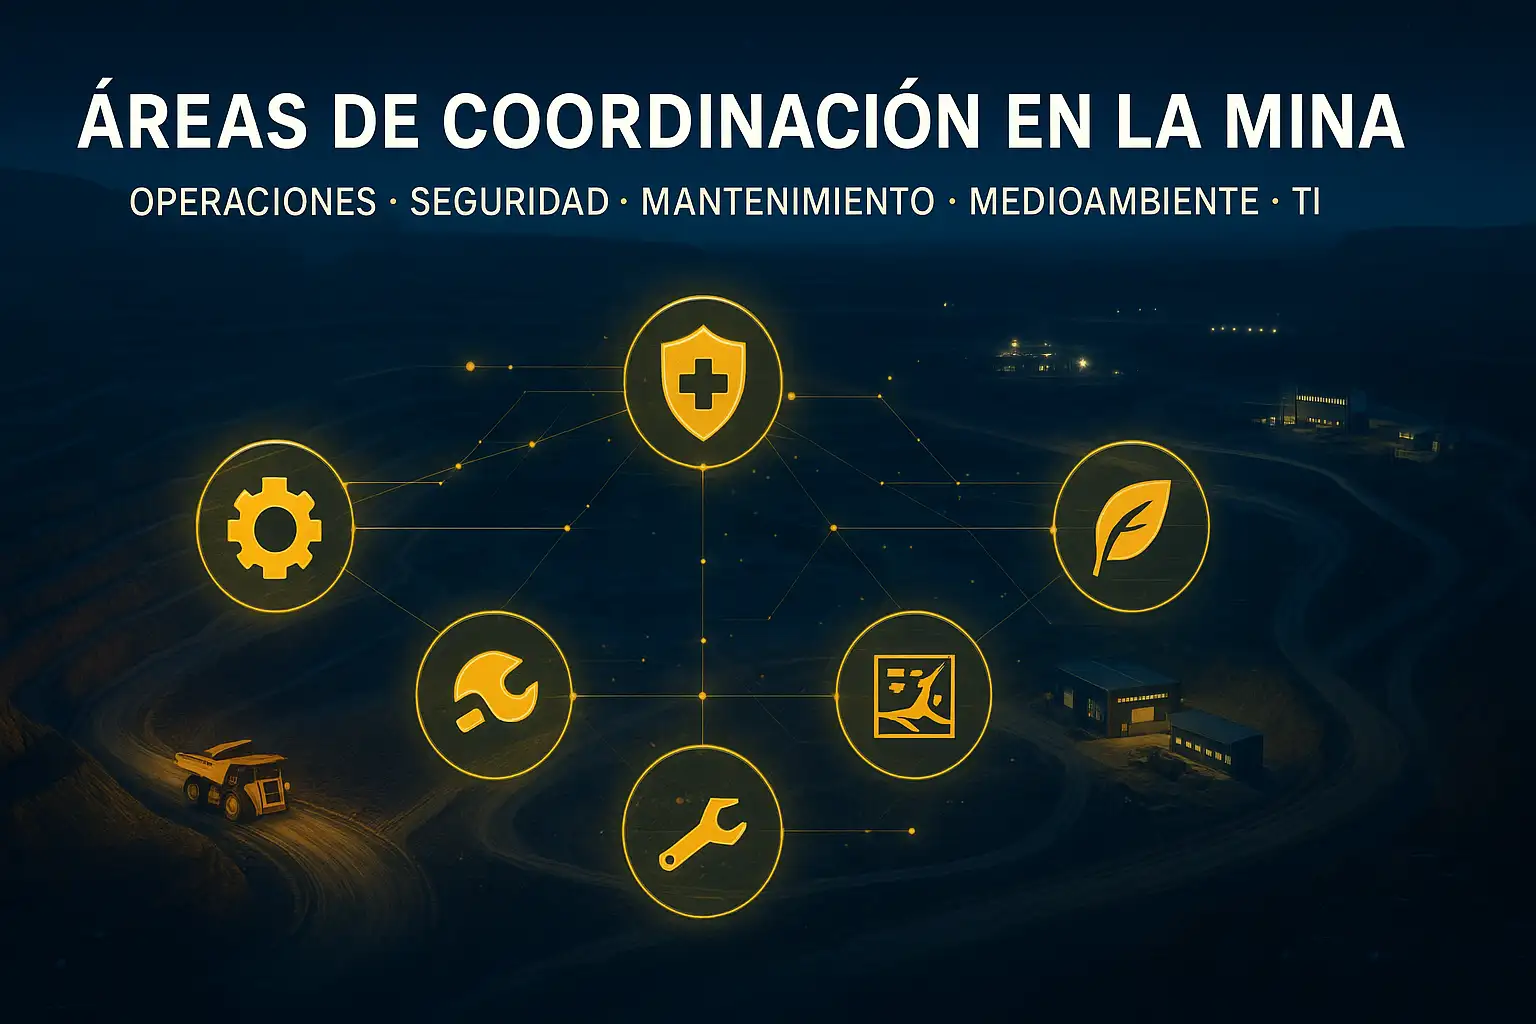 ÁREAS DE COORDINACIÓN EN LA MINA
OPERACIONES · SEGURIDAD · MANTENIMIENTO · MEDIOAMBIENTE · TI